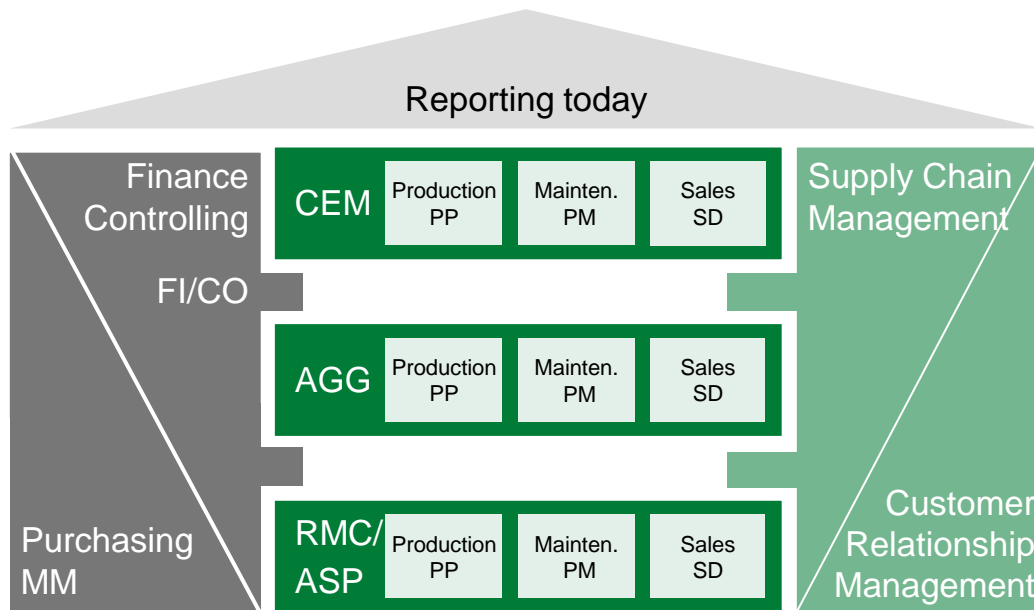 Reporting today
Finance
Controlling
FI/CO
Purchasing
MM
CEM
Production
PP
Mainten.
PM
Sales
SD
AGG
Production
PP
Mainten.
PM
Sales
SD
RMC/
ASP
Production
PP
Mainten.
PM
Sales
SD
Supply Chain
Management
Customer
Relationship
Management